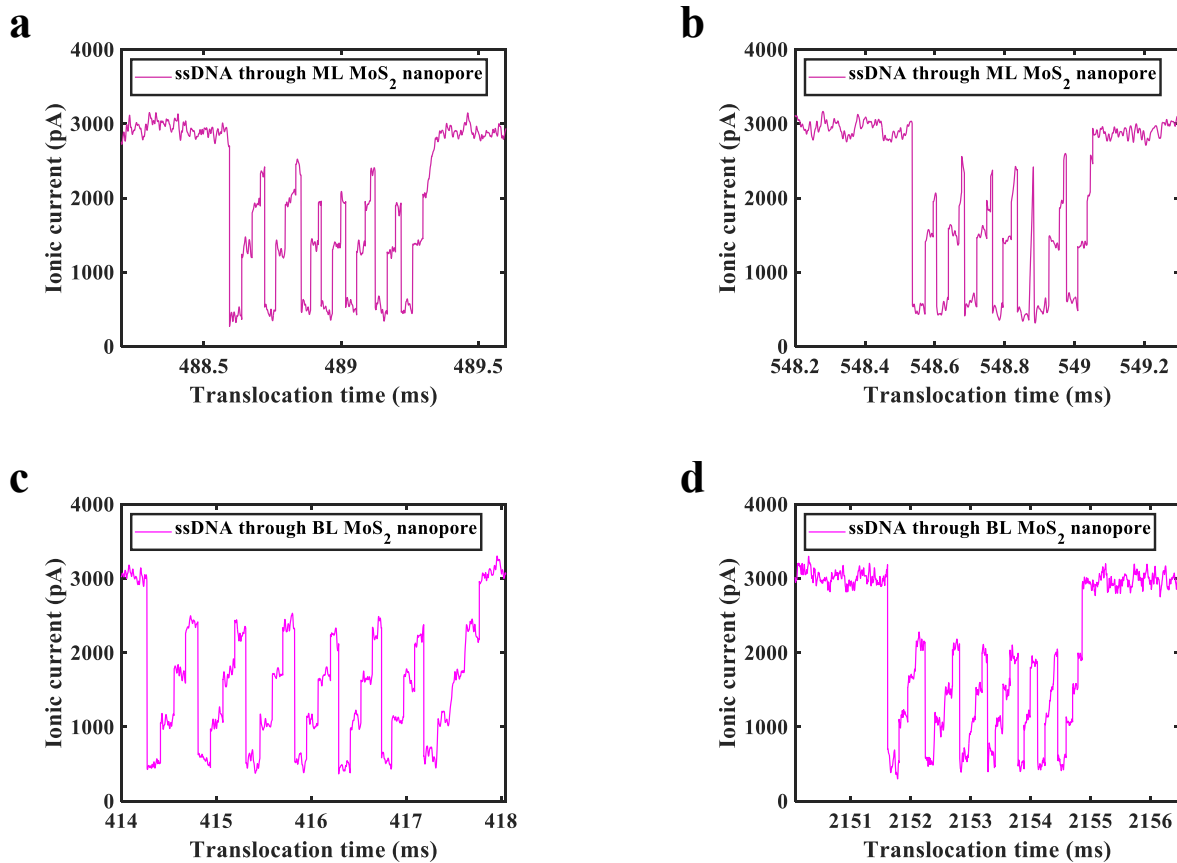 a
4000
3000
2000
1000
0
Ionic current (pA)
ssDNA through ML MoS2 nanopore
488.5 489 489.5
Translocation time (ms)
b
4000
3000
2000
1000
0
Ionic current (pA)
ssDNA through ML MoS2 nanopore
548.2 548.4 548.6 548.8 549 549.2
Translocation time (ms)
c
4000
3000
2000
1000
0
Ionic current (pA)
ssDNA through BL MoS2 nanopore
414 415 416 417 418
Translocation time (ms)
d
4000
3000
2000
1000
0
Ionic current (pA)
ssDNA through BL MoS2 nanopore
2151 2152 2153 2154 2155 2156
Translocation time (ms)